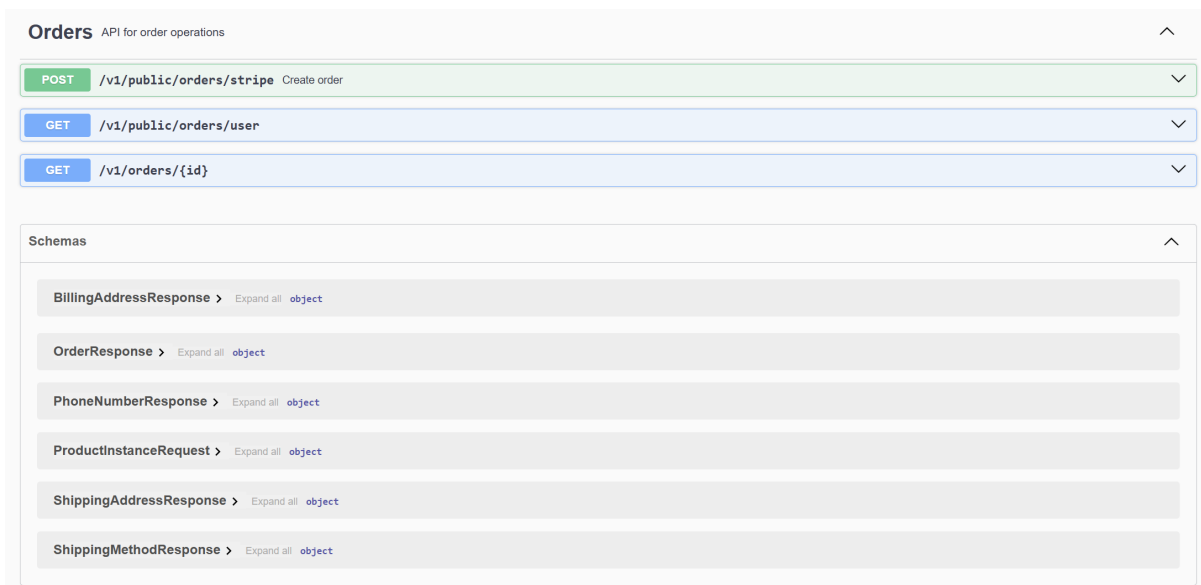 Orders API for order operations
POST /v1/public/orders/stripe Create order
GET /v1/public/orders/user
GET /v1/orders/{id}
Schemas
BillingAddressResponse Expand all object
OrderResponse Expand all object
PhoneNumberResponse Expand all object
ProductInstanceRequest Expand all object
ShippingAddressResponse Expand all object
ShippingMethodResponse Expand all object